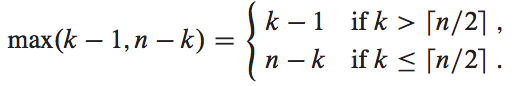 max(k − 1, n − k) = { k − 1 if k > ⌈n/2⌉ ,
n − k if k ≤ ⌈n/2⌉ .